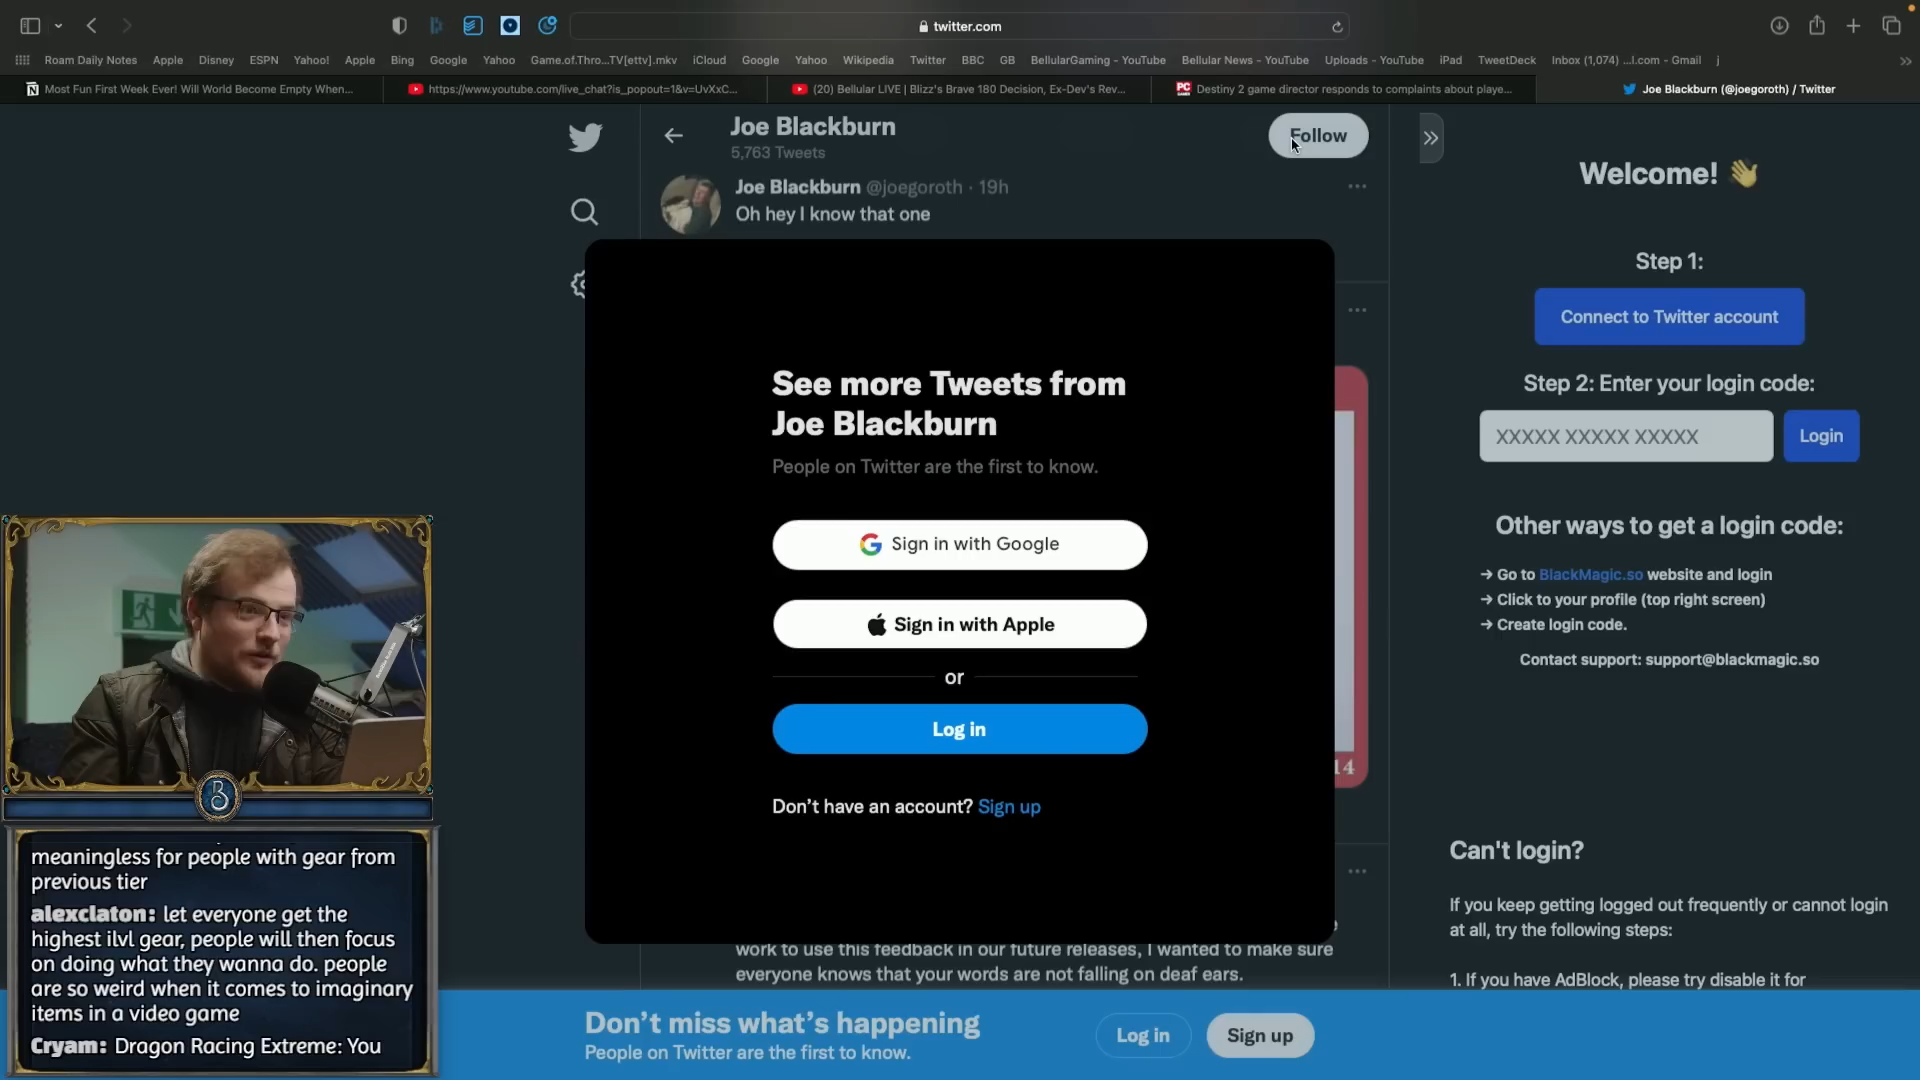 twitter.com
Roam Daily Notes Apple Disney ESPN Yahoo! Apple Bing Google Yahoo Game.of.Thro...TV[ettv].mkv iCloud Google Yahoo Wikipedia Twitter BBC GB BellularGaming - YouTube Bellular News - YouTube Uploads - YouTube iPad TweetDeck Inbox (1,074) ...l.com - Gmail j
Most Fun First Week Ever! Will World Become Empty When...
https://www.youtube.com/live_chat?is_popout=1&v=UvXxC...
(20) Bellular LIVE | Blizz's Brave 180 Decision, Ex-Dev's Rev...
Destiny 2 game director responds to complaints about playe...
Joe Blackburn (@joegoroth) / Twitter
Joe Blackburn
5,763 Tweets
Follow
Joe Blackburn @joegoroth · 19h
Oh hey I know that one
14
See more Tweets from
Joe Blackburn
People on Twitter are the first to know.
Sign in with Google
Sign in with Apple
or
Log in
Don't have an account? Sign up
work to use this feedback in our future releases, I wanted to make sure
everyone knows that your words are not falling on deaf ears.
Don't miss what's happening
People on Twitter are the first to know.
Log in
Sign up
Welcome! 👋
Step 1:
Connect to Twitter account
Step 2: Enter your login code:
XXXXX XXXXX XXXXX
Login
Other ways to get a login code:
→ Go to BlackMagic.so website and login
→ Click to your profile (top right screen)
→ Create login code.
Contact support: support@blackmagic.so
Can't login?
If you keep getting logged out frequently or cannot login
at all, try the following steps:
1. If you have AdBlock, please try disable it for
B
meaningless for people with gear from
previous tier
alexclaton: let everyone get the
highest ilvl gear, people will then focus
on doing what they wanna do. people
are so weird when it comes to imaginary
items in a video game
Cryam: Dragon Racing Extreme: You